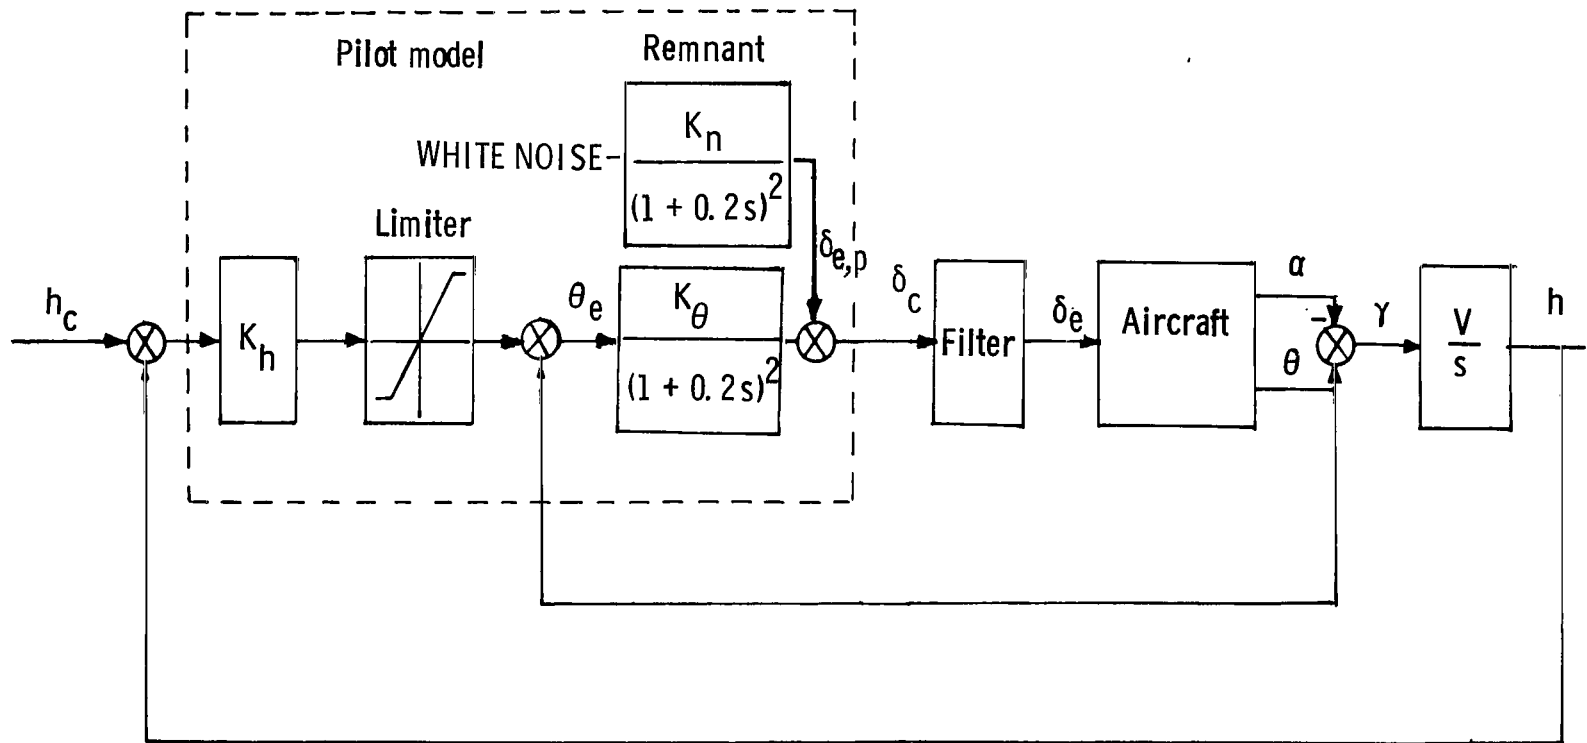 Pilot model
Remnant
WHITE NOISE
K_n
(1 + 0.2s)^2
Limiter
δ_e,p
h_c
K_h
θ_e
K_θ
(1 + 0.2s)^2
δ_c
Filter
δ_e
Aircraft
α
θ
-
γ
V
s
h